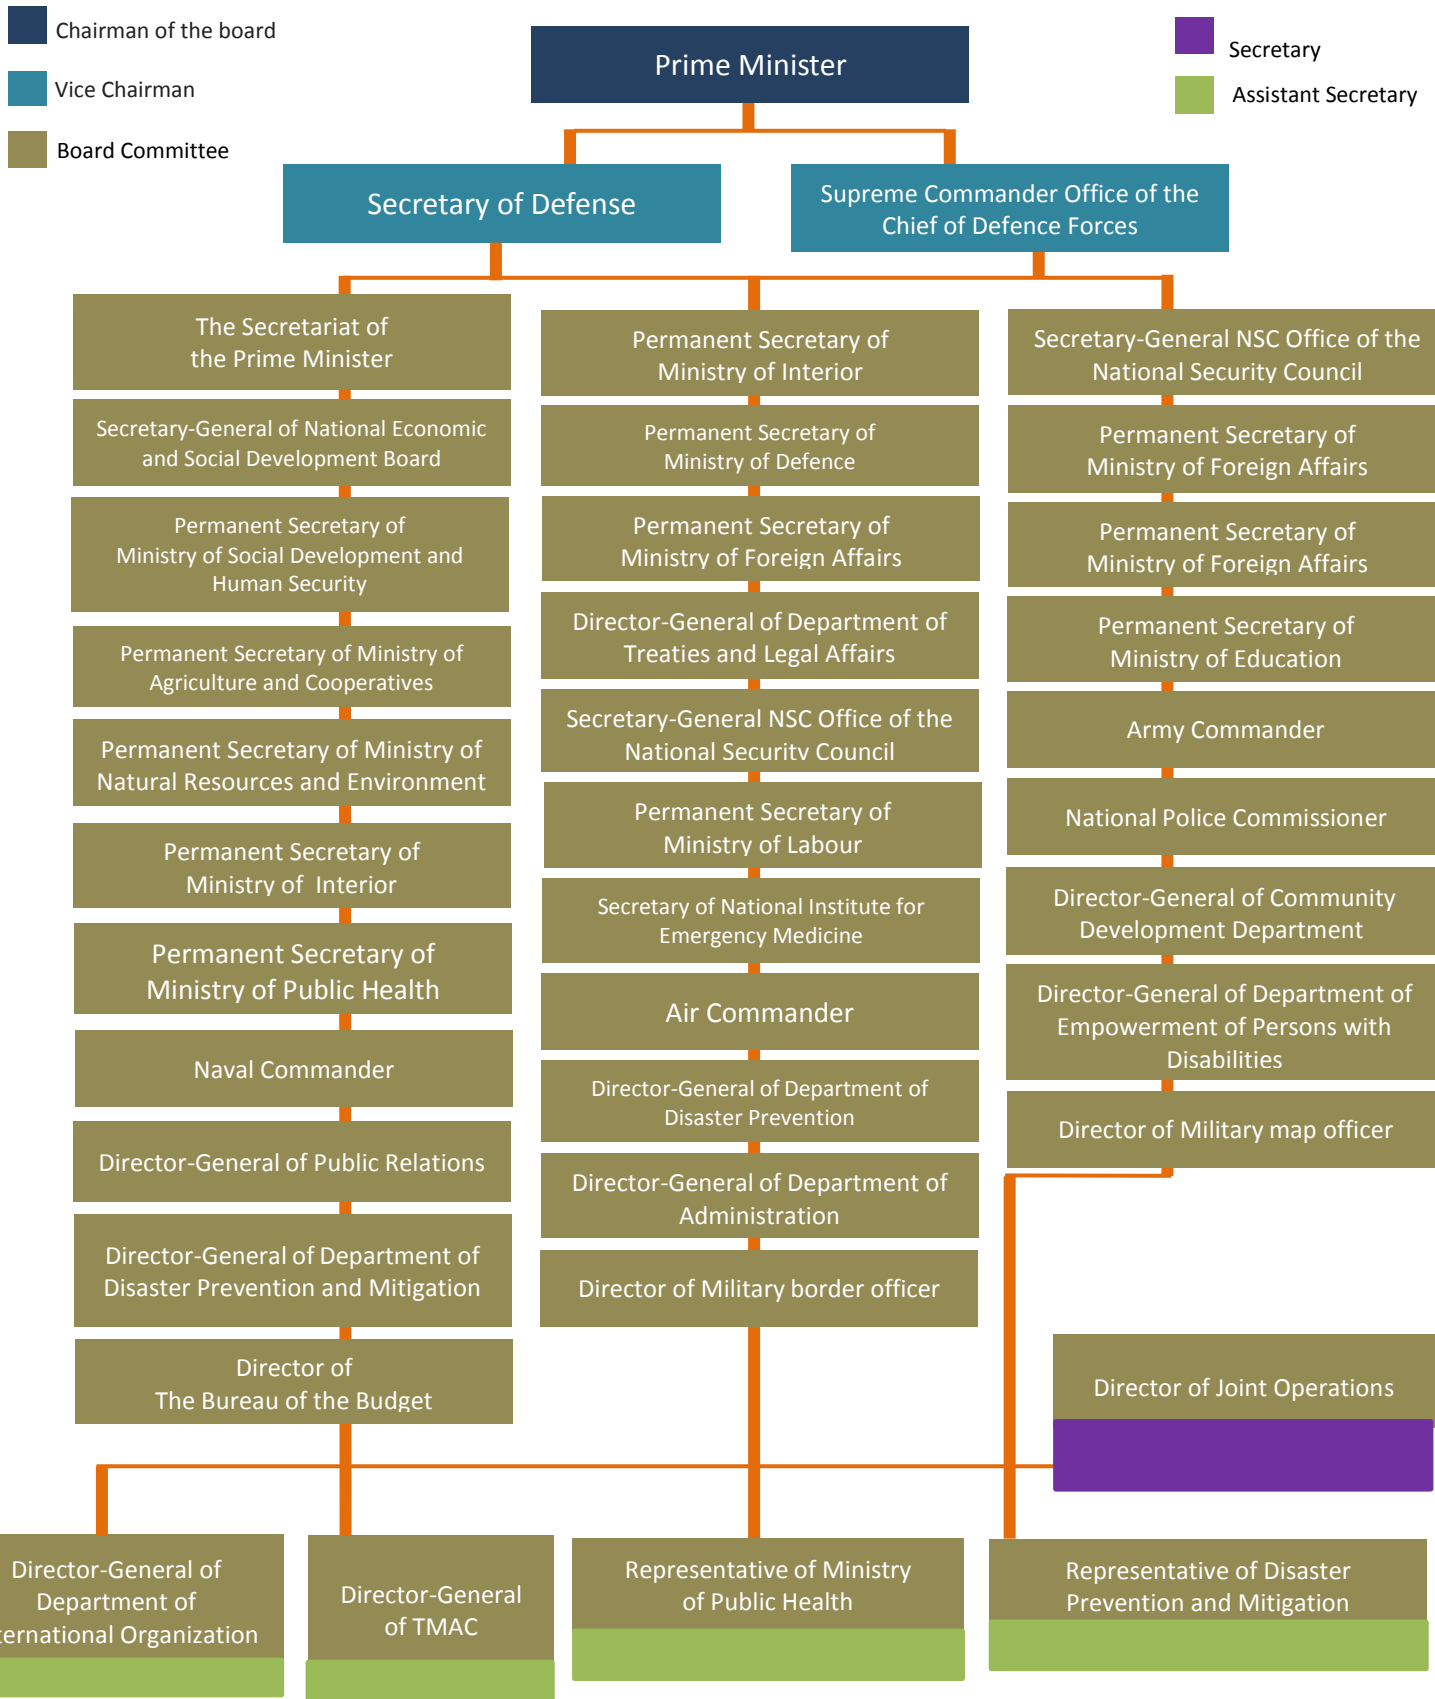 Chairman of the board
Vice Chairman
Board Committee
Secretary
Assistant Secretary
Prime Minister
Secretary of Defense
Supreme Commander Office of the
Chief of Defence Forces
The Secretariat of
the Prime Minister
Secretary-General of National Economic
and Social Development Board
Permanent Secretary of
Ministry of Social Development and
Human Security
Permanent Secretary of Ministry of
Agriculture and Cooperatives
Permanent Secretary of Ministry of
Natural Resources and Environment
Permanent Secretary of
Ministry of Interior
Permanent Secretary of
Ministry of Public Health
Naval Commander
Director-General of Public Relations
Director-General of Department of
Disaster Prevention and Mitigation
Director of
The Bureau of the Budget
Permanent Secretary of
Ministry of Interior
Permanent Secretary of
Ministry of Defence
Permanent Secretary of
Ministry of Foreign Affairs
Director-General of Department of
Treaties and Legal Affairs
Secretary-General NSC Office of the
National Security Council
Permanent Secretary of
Ministry of Labour
Secretary of National Institute for
Emergency Medicine
Air Commander
Director-General of Department of
Disaster Prevention
Director-General of Department of
Administration
Director of Military border officer
Secretary-General NSC Office of the
National Security Council
Permanent Secretary of
Ministry of Foreign Affairs
Permanent Secretary of
Ministry of Foreign Affairs
Permanent Secretary of
Ministry of Education
Army Commander
National Police Commissioner
Director-General of Community
Development Department
Director-General of Department of
Empowerment of Persons with
Disabilities
Director of Military map officer
Director of Joint Operations
Director-General of
Department of
ternational Organization
Director-General
of TMAC
Representative of Ministry
of Public Health
Representative of Disaster
Prevention and Mitigation